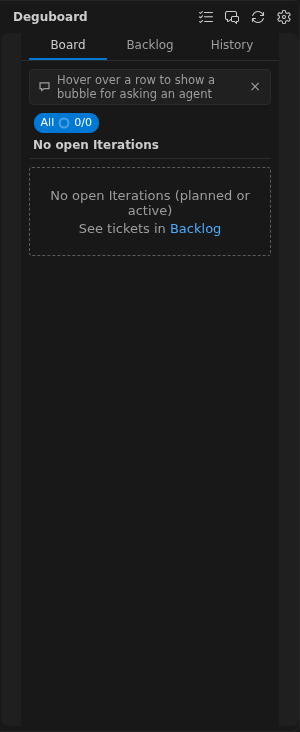 Deguboard
Board Backlog History
Hover over a row to show a
bubble for asking an agent
All 0/0
No open Iterations
No open Iterations (planned or
active)
See tickets in Backlog